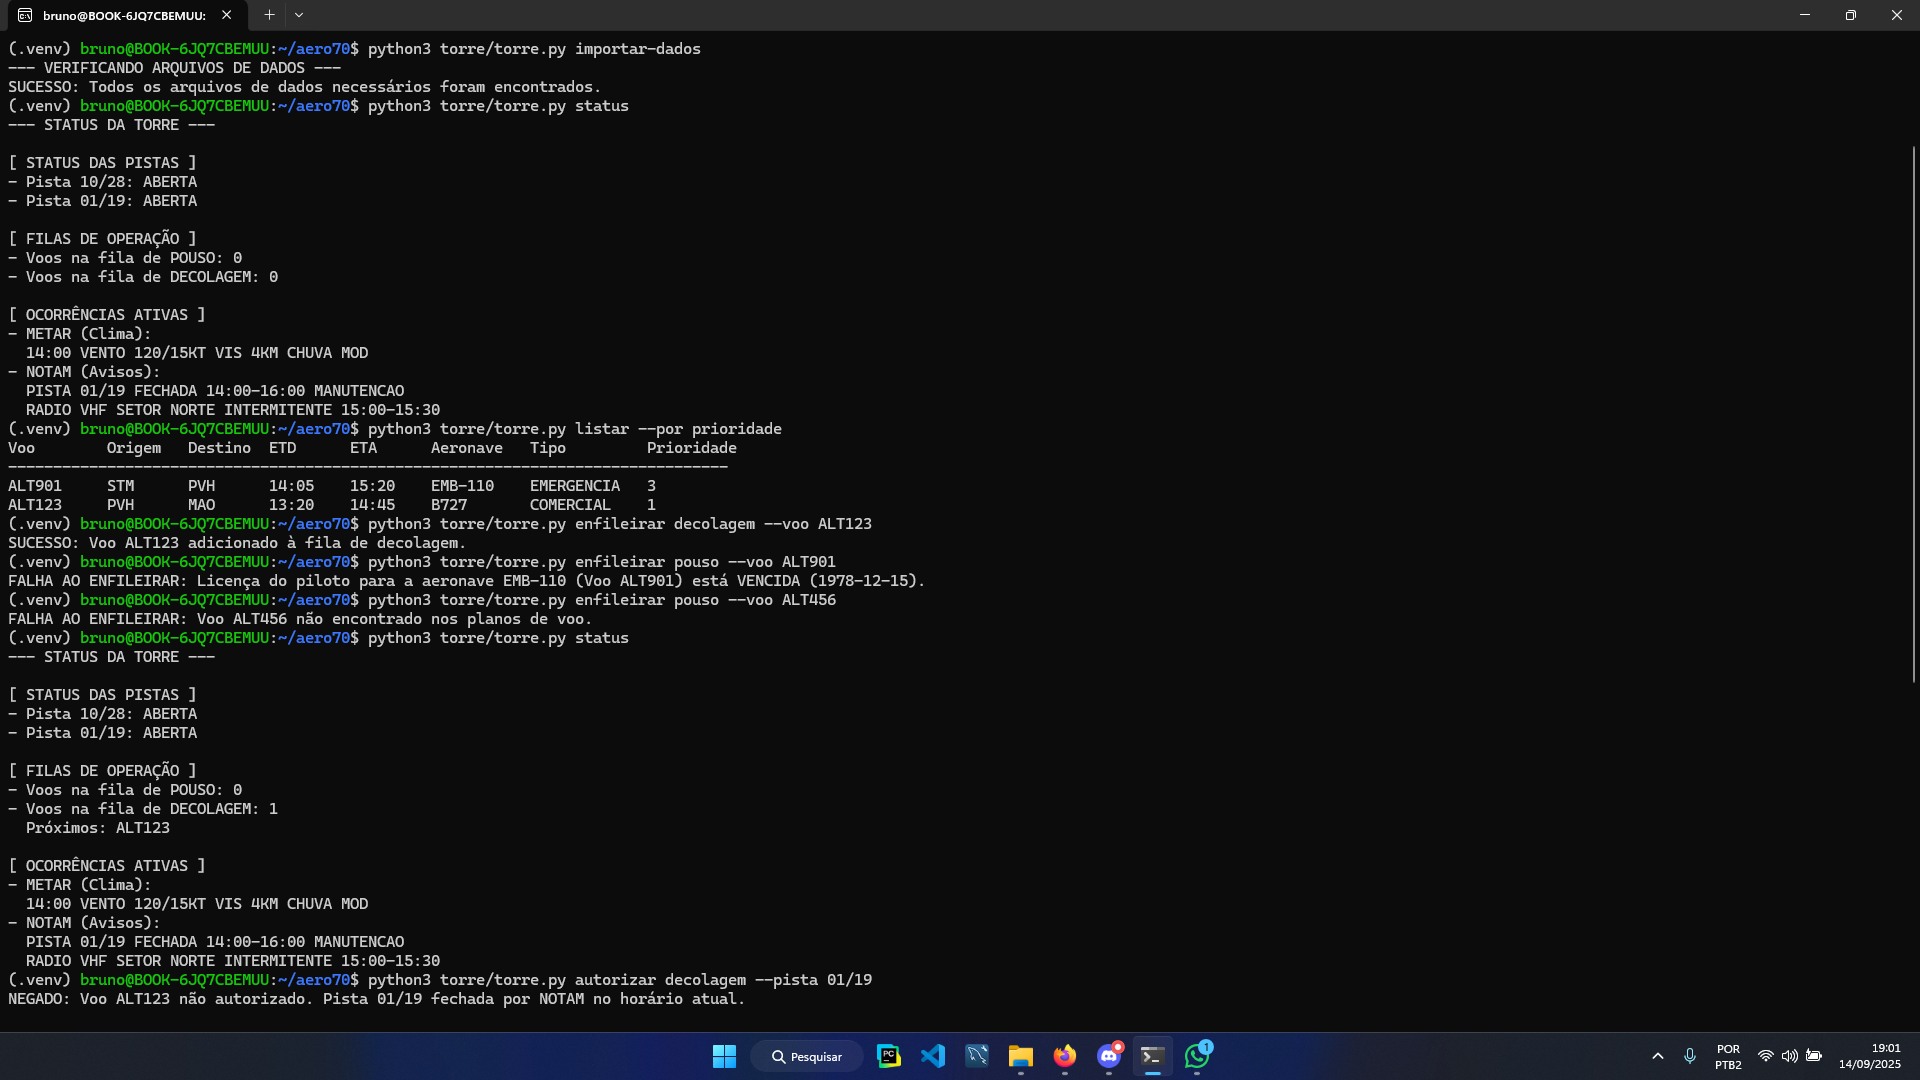 bruno@BOOK-6JQ7CBEMUU:
(.venv) bruno@BOOK-6JQ7CBEMUU:~/aero70$ python3 torre/torre.py importar-dados
--- VERIFICANDO ARQUIVOS DE DADOS ---
SUCESSO: Todos os arquivos de dados necessários foram encontrados.
(.venv) bruno@BOOK-6JQ7CBEMUU:~/aero70$ python3 torre/torre.py status
--- STATUS DA TORRE ---
[ STATUS DAS PISTAS ]
- Pista 10/28: ABERTA
- Pista 01/19: ABERTA
[ FILAS DE OPERAÇÃO ]
- Voos na fila de POUSO: 0
- Voos na fila de DECOLAGEM: 0
[ OCORRÊNCIAS ATIVAS ]
- METAR (Clima):
14:00 VENTO 120/15KT VIS 4KM CHUVA MOD
- NOTAM (Avisos):
PISTA 01/19 FECHADA 14:00-16:00 MANUTENCAO
RADIO VHF SETOR NORTE INTERMITENTE 15:00-15:30
(.venv) bruno@BOOK-6JQ7CBEMUU:~/aero70$ python3 torre/torre.py listar --por prioridade
Voo Origem Destino ETD ETA Aeronave Tipo Prioridade
--------------------------------------------------------------------------------
ALT901 STM PVH 14:05 15:20 EMB-110 EMERGENCIA 3
ALT123 PVH MAO 13:20 14:45 B727 COMERCIAL 1
(.venv) bruno@BOOK-6JQ7CBEMUU:~/aero70$ python3 torre/torre.py enfileirar decolagem --voo ALT123
SUCESSO: Voo ALT123 adicionado à fila de decolagem.
(.venv) bruno@BOOK-6JQ7CBEMUU:~/aero70$ python3 torre/torre.py enfileirar pouso --voo ALT901
FALHA AO ENFILEIRAR: Licença do piloto para a aeronave EMB-110 (Voo ALT901) está VENCIDA (1978-12-15).
(.venv) bruno@BOOK-6JQ7CBEMUU:~/aero70$ python3 torre/torre.py enfileirar pouso --voo ALT456
FALHA AO ENFILEIRAR: Voo ALT456 não encontrado nos planos de voo.
(.venv) bruno@BOOK-6JQ7CBEMUU:~/aero70$ python3 torre/torre.py status
--- STATUS DA TORRE ---
[ STATUS DAS PISTAS ]
- Pista 10/28: ABERTA
- Pista 01/19: ABERTA
[ FILAS DE OPERAÇÃO ]
- Voos na fila de POUSO: 0
- Voos na fila de DECOLAGEM: 1
Próximos: ALT123
[ OCORRÊNCIAS ATIVAS ]
- METAR (Clima):
14:00 VENTO 120/15KT VIS 4KM CHUVA MOD
- NOTAM (Avisos):
PISTA 01/19 FECHADA 14:00-16:00 MANUTENCAO
RADIO VHF SETOR NORTE INTERMITENTE 15:00-15:30
(.venv) bruno@BOOK-6JQ7CBEMUU:~/aero70$ python3 torre/torre.py autorizar decolagem --pista 01/19
NEGADO: Voo ALT123 não autorizado. Pista 01/19 fechada por NOTAM no horário atual.
Pesquisar
PC
1
POR
PTB2
19:01
14/09/2025